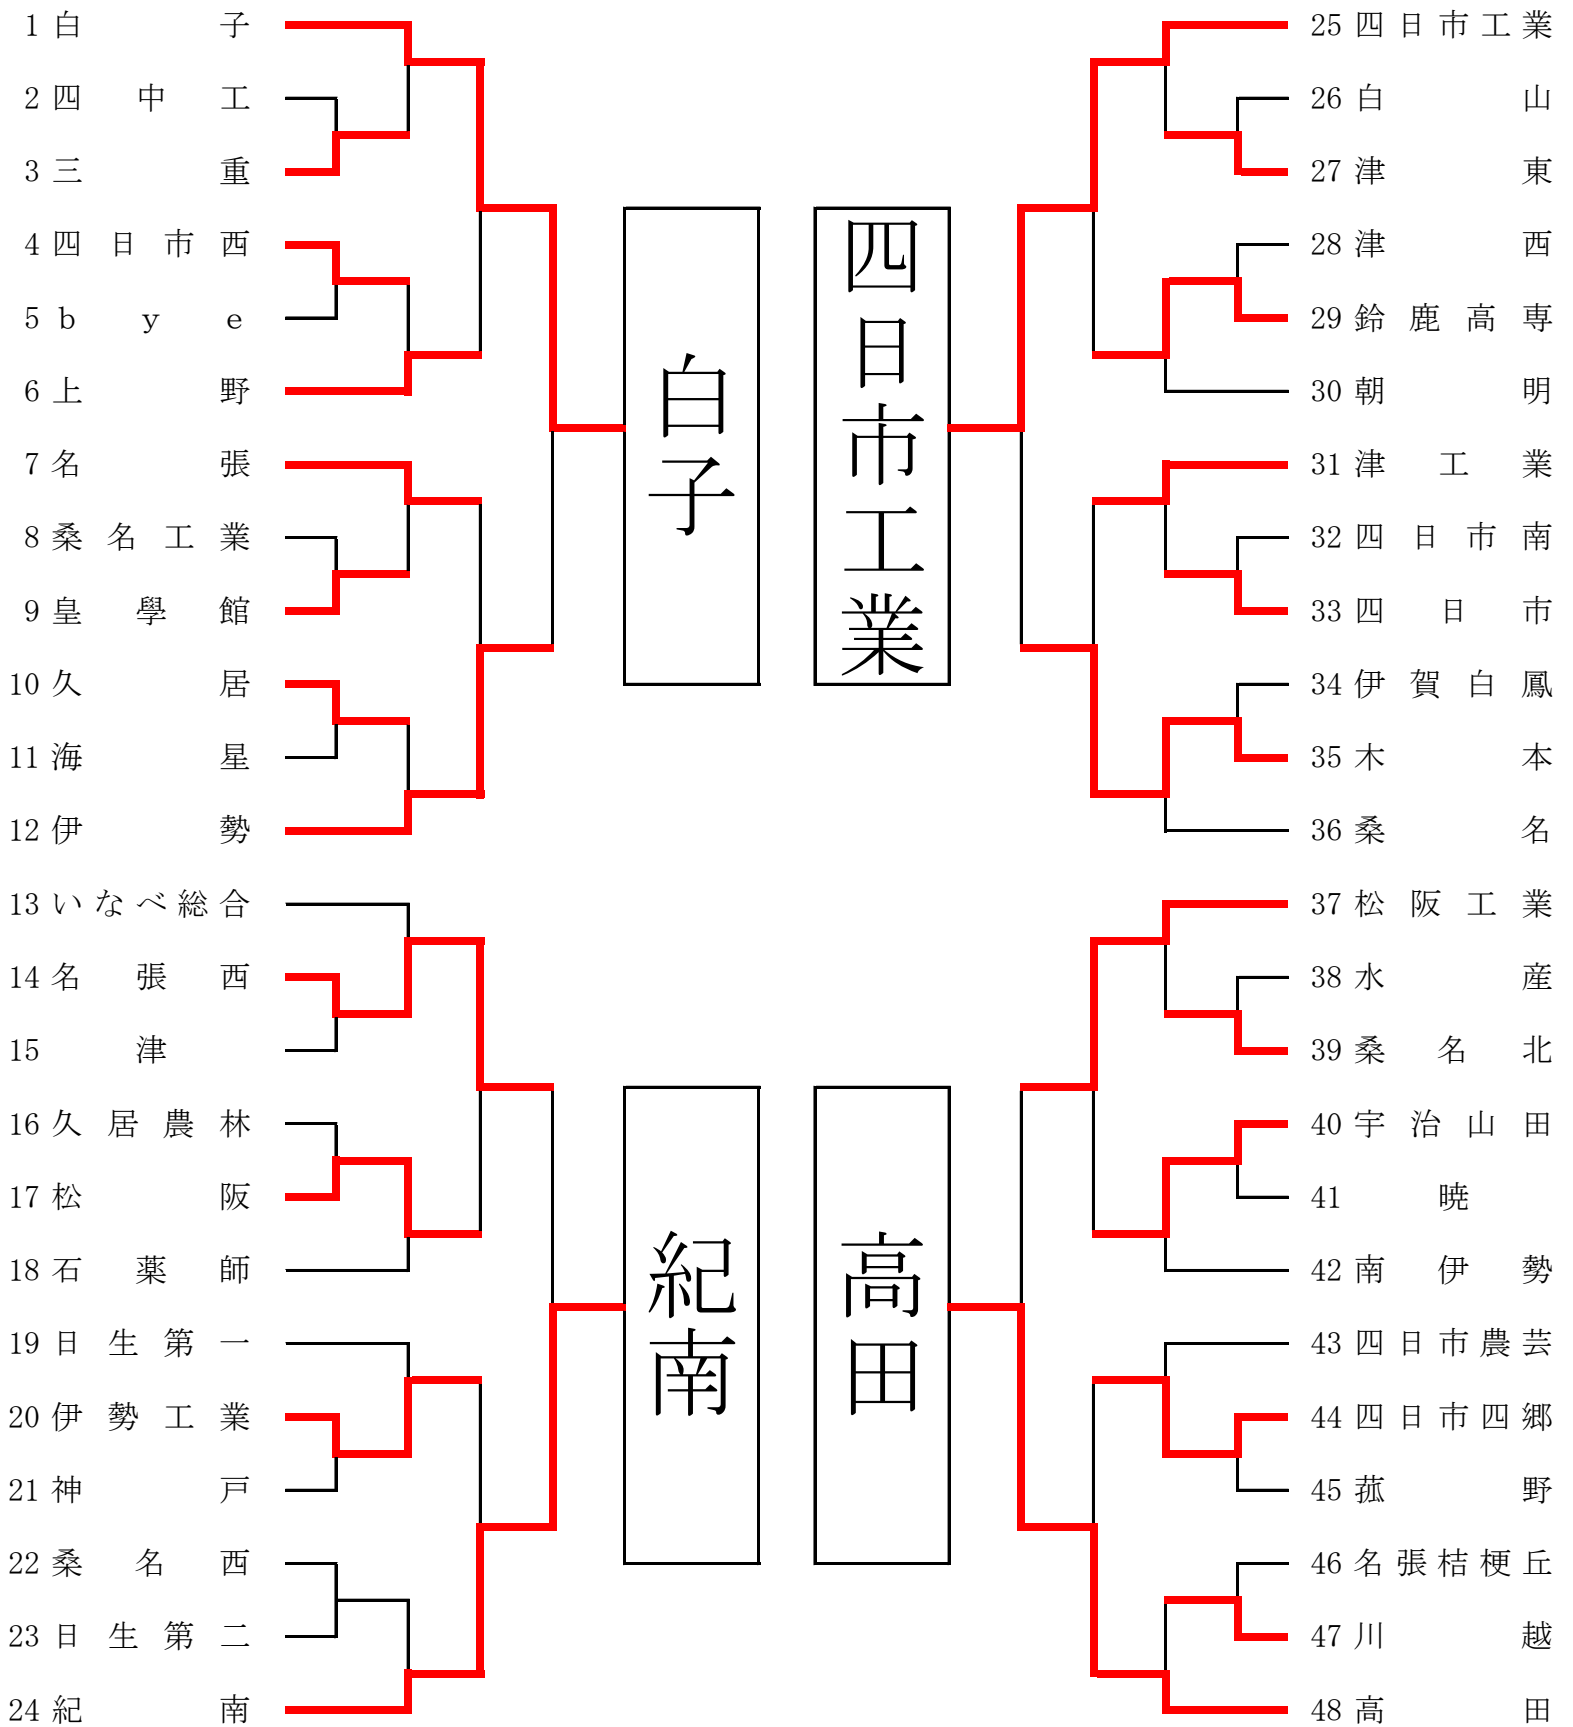 1 白子
2 四中工
3 三重
4 四日市西
5 ｂｙｅ
6 上野
7 名張
8 桑名工業
9 皇學館
10 久居
11 海星
12 伊勢
13 いなべ総合
14 名張西
15 津
16 久居農林
17 松阪
18 石薬師
19 日生第一
20 伊勢工業
21 神戸
22 桑名西
23 日生第二
24 紀南
白子
紀南
四日市工業
高田
25 四日市工業
26 白山
27 津東
28 津西
29 鈴鹿高専
30 朝明
31 津工業
32 四日市南
33 四日市
34 伊賀白鳳
35 木本
36 桑名
37 松阪工業
38 水産
39 桑名北
40 宇治山田
41 暁
42 南伊勢
43 四日市農芸
44 四日市四郷
45 菰野
46 名張桔梗丘
47 川越
48 高田